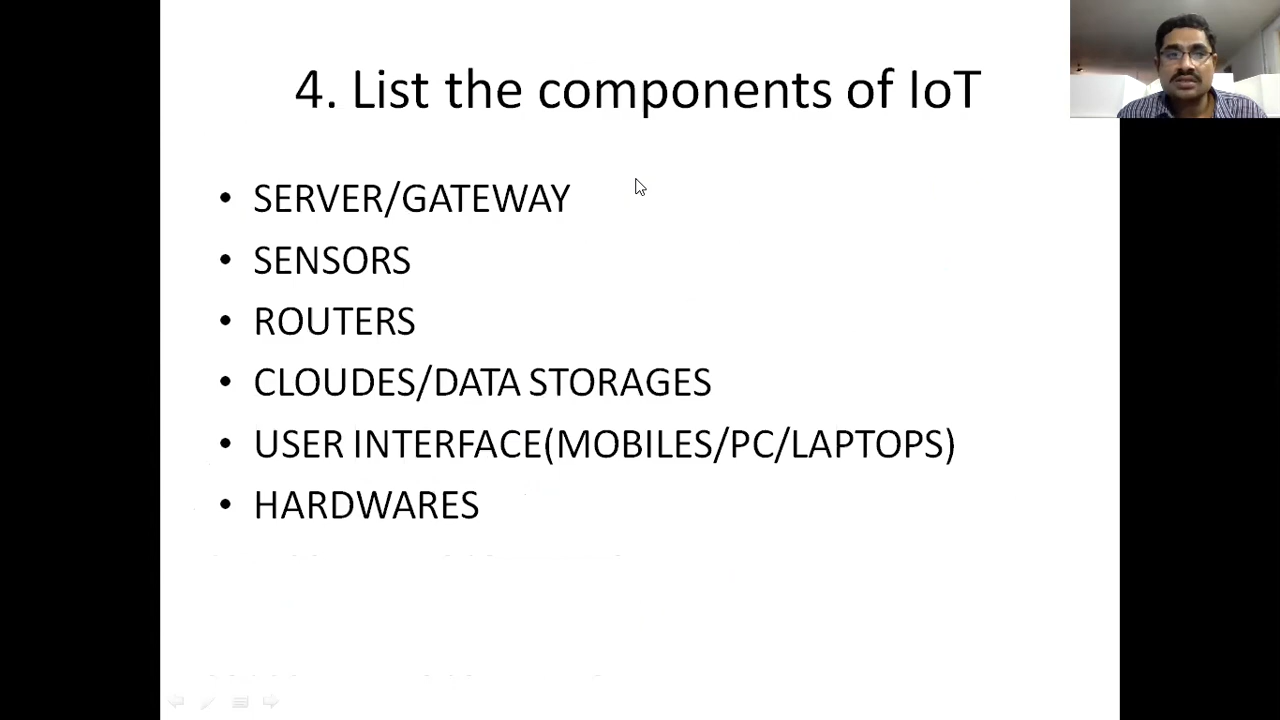 4. List the components of IoT
• SERVER/GATEWAY
• SENSORS
• ROUTERS
• CLOUDES/DATA STORAGES
• USER INTERFACE(MOBILES/PC/LAPTOPS)
• HARDWARES